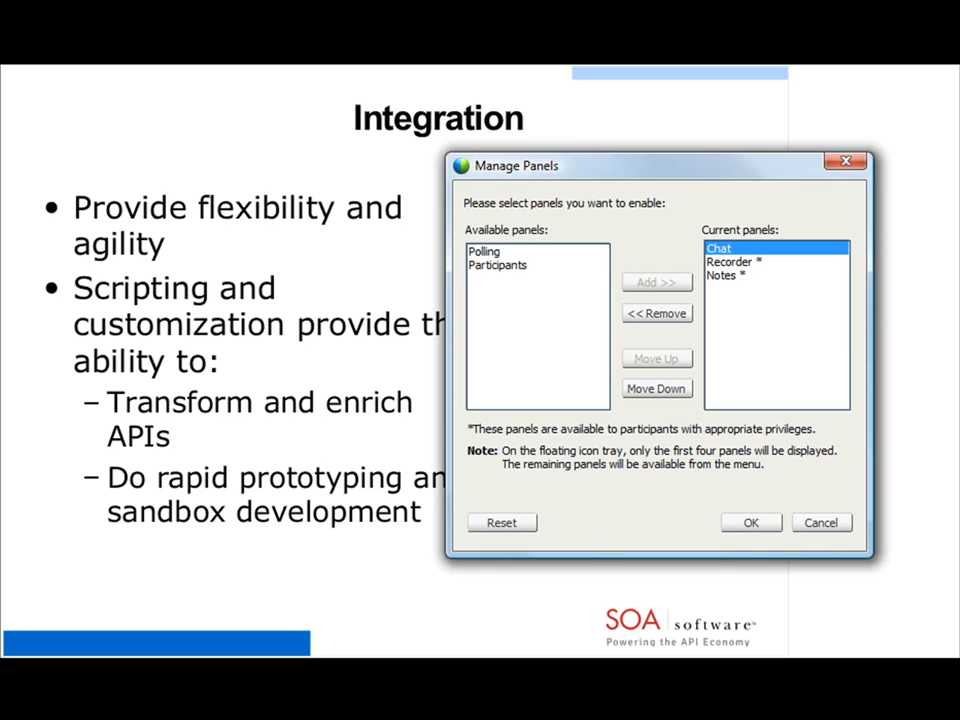 Integration
• Provide flexibility and
agility
• Scripting and
customization provide th
ability to:
– Transform and enrich
APIs
– Do rapid prototyping an
sandbox development
Manage Panels
Please select panels you want to enable:
Available panels:
Polling
Participants
Add >>
<< Remove
Move Up
Move Down
Current panels:
Chat
Recorder *
Notes *
*These panels are available to participants with appropriate privileges.
Note: On the floating icon tray, only the first four panels will be displayed.
The remaining panels will be available from the menu.
Reset
OK
Cancel
SOA software™
Powering the API Economy